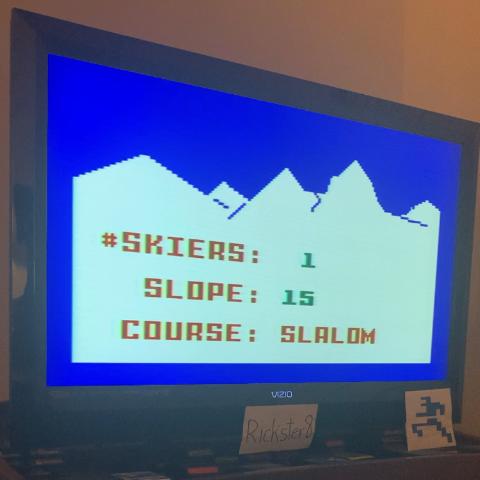 #SKIERS: 1
SLOPE: 15
COURSE: SLALOM
VIZIO
Rickster8